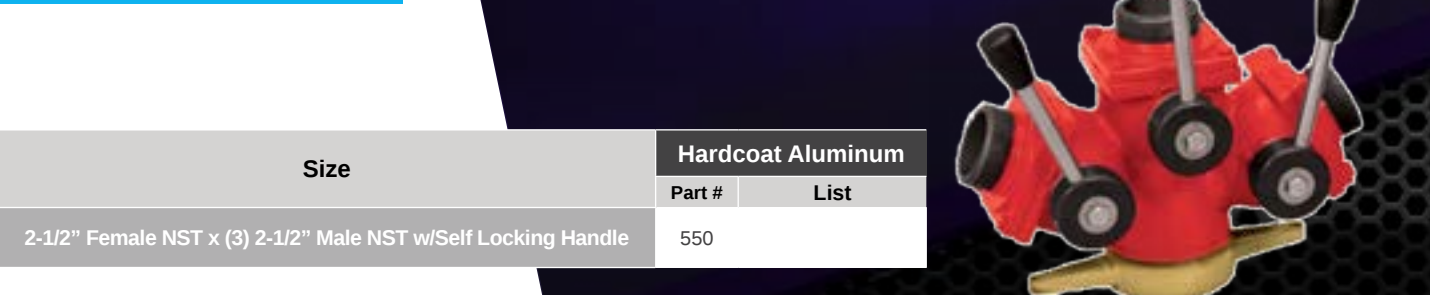 Size
Hardcoat Aluminum
Part #
List
2-1/2” Female NST x (3) 2-1/2” Male NST w/Self Locking Handle
550